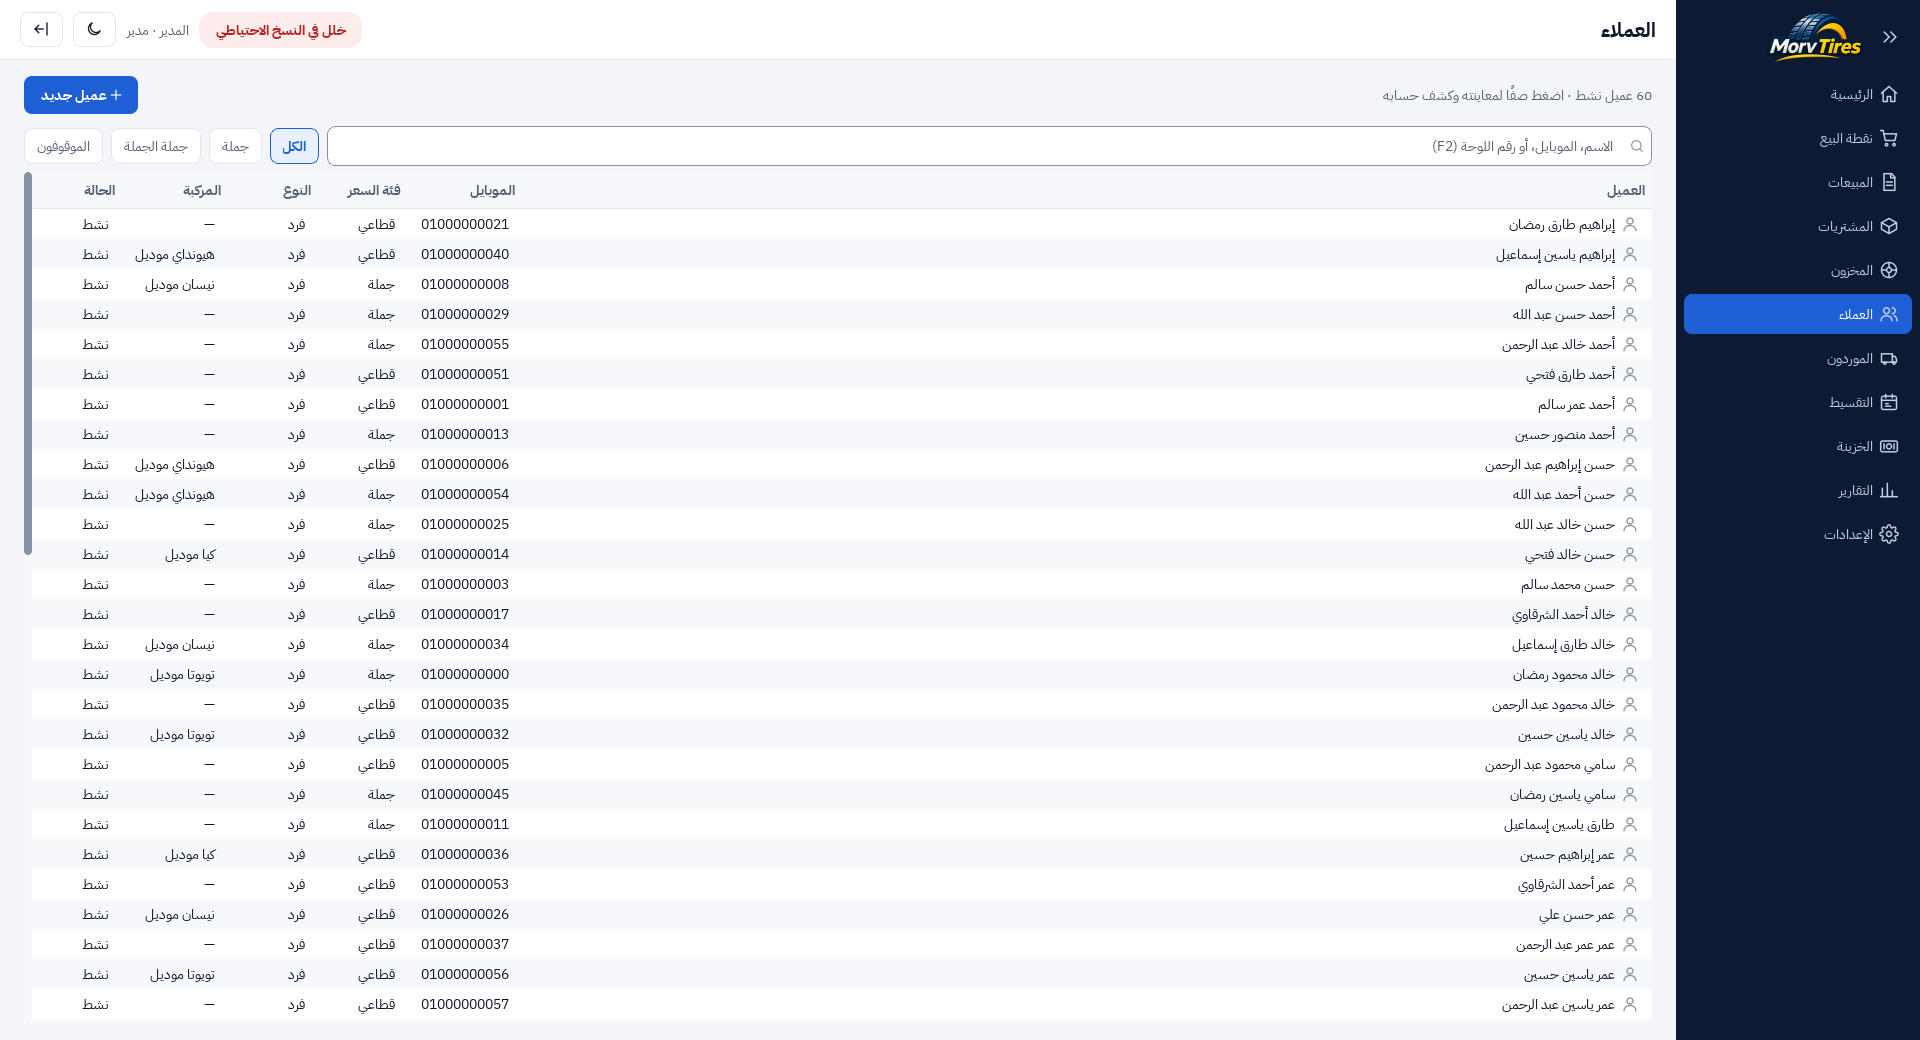 Morv Tires
الرئيسية
نقطة البيع
المبيعات
المشتريات
المخزون
العملاء
الموردون
التقسيط
الخزينة
التقارير
الإعدادات
العملاء
خلل في النسخ الاحتياطي
المدير · مدير
60 عميل نشط · اضغط صفًا لمعاينته وكشف حسابه
عميل جديد
الاسم، الموبايل، أو رقم اللوحة (F2)
الكل جملة جملة الجملة الموقوفون
العميل الموبايل فئة السعر النوع المركبة الحالة
إبراهيم طارق رمضان 01000000021 قطاعي فرد — نشط
إبراهيم ياسين إسماعيل 01000000040 قطاعي فرد هيونداي موديل نشط
أحمد حسن سالم 01000000008 جملة فرد نيسان موديل نشط
أحمد حسن عبد الله 01000000029 جملة فرد — نشط
أحمد خالد عبد الرحمن 01000000055 جملة فرد — نشط
أحمد طارق فتحي 01000000051 قطاعي فرد — نشط
أحمد عمر سالم 01000000001 قطاعي فرد — نشط
أحمد منصور حسين 01000000013 جملة فرد — نشط
حسن إبراهيم عبد الرحمن 01000000006 قطاعي فرد هيونداي موديل نشط
حسن أحمد عبد الله 01000000054 جملة فرد هيونداي موديل نشط
حسن خالد عبد الله 01000000025 جملة فرد — نشط
حسن خالد فتحي 01000000014 قطاعي فرد كيا موديل نشط
حسن محمد سالم 01000000003 جملة فرد — نشط
خالد أحمد الشرقاوي 01000000017 قطاعي فرد — نشط
خالد طارق إسماعيل 01000000034 جملة فرد نيسان موديل نشط
خالد محمود رمضان 01000000000 جملة فرد تويوتا موديل نشط
خالد محمود عبد الرحمن 01000000035 قطاعي فرد — نشط
خالد ياسين حسين 01000000032 قطاعي فرد تويوتا موديل نشط
سامي محمود عبد الرحمن 01000000005 قطاعي فرد — نشط
سامي ياسين رمضان 01000000045 جملة فرد — نشط
طارق ياسين إسماعيل 01000000011 جملة فرد — نشط
عمر إبراهيم حسين 01000000036 قطاعي فرد كيا موديل نشط
عمر أحمد الشرقاوي 01000000053 قطاعي فرد — نشط
عمر حسن علي 01000000026 قطاعي فرد نيسان موديل نشط
عمر عمر عبد الرحمن 01000000037 قطاعي فرد — نشط
عمر ياسين حسين 01000000056 قطاعي فرد تويوتا موديل نشط
عمر ياسين عبد الرحمن 01000000057 قطاعي فرد — نشط